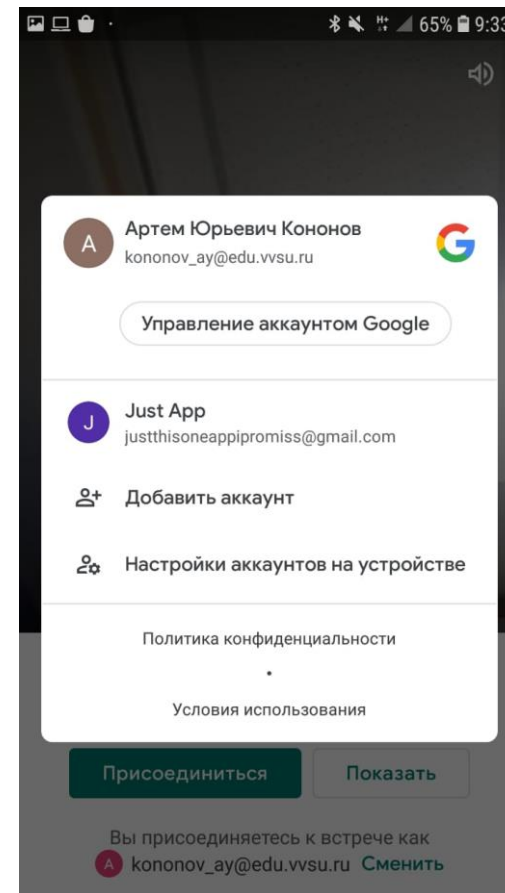 H+ 65% 9:33
A
Артем Юрьевич Кононов
kononov_ay@edu.vvsu.ru
G
Управление аккаунтом Google
J
Just App
justthisoneappipromiss@gmail.com
Добавить аккаунт
Настройки аккаунтов на устройстве
Политика конфиденциальности
•
Условия использования
Присоединиться Показать
Вы присоединяетесь к встрече как
A kononov_ay@edu.vvsu.ru Сменить